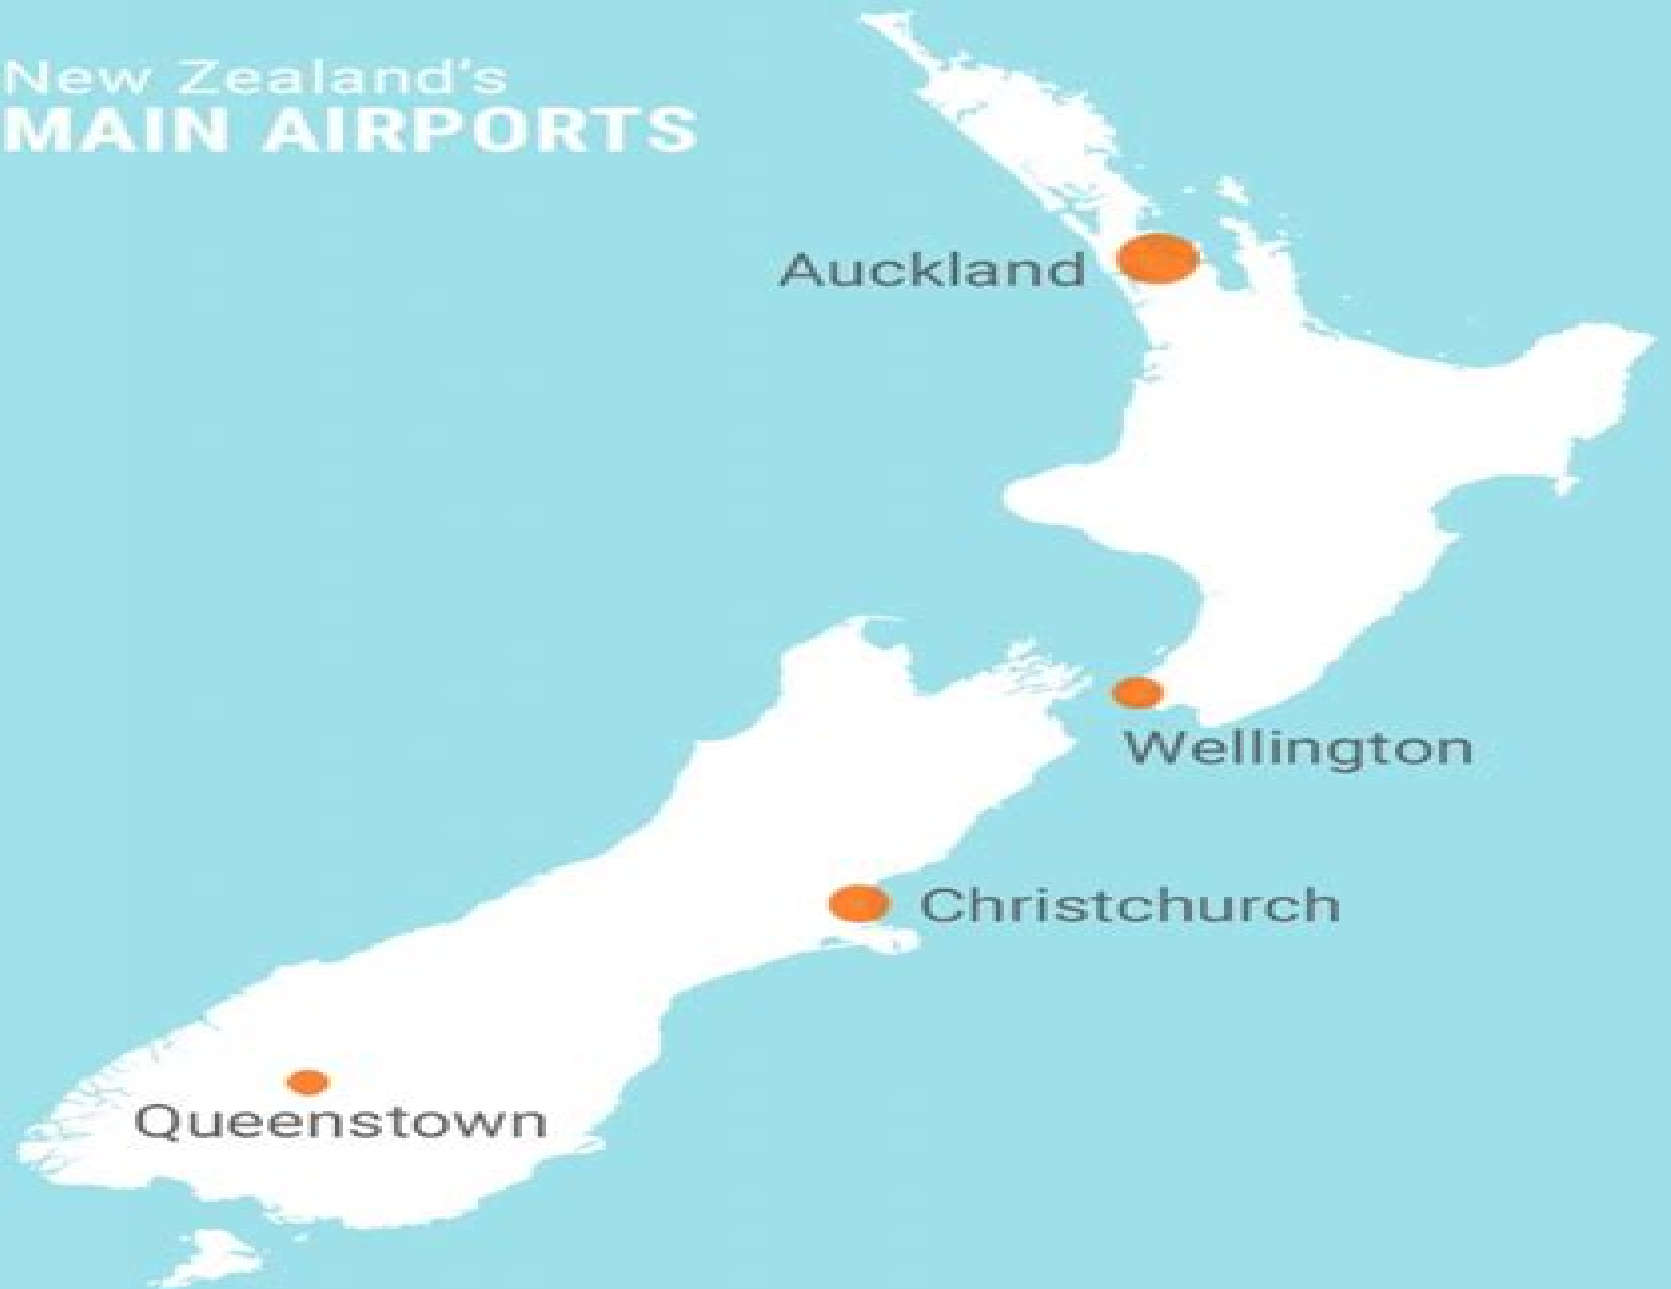 New Zealand's
MAIN AIRPORTS
Auckland
Wellington
Christchurch
Queenstown